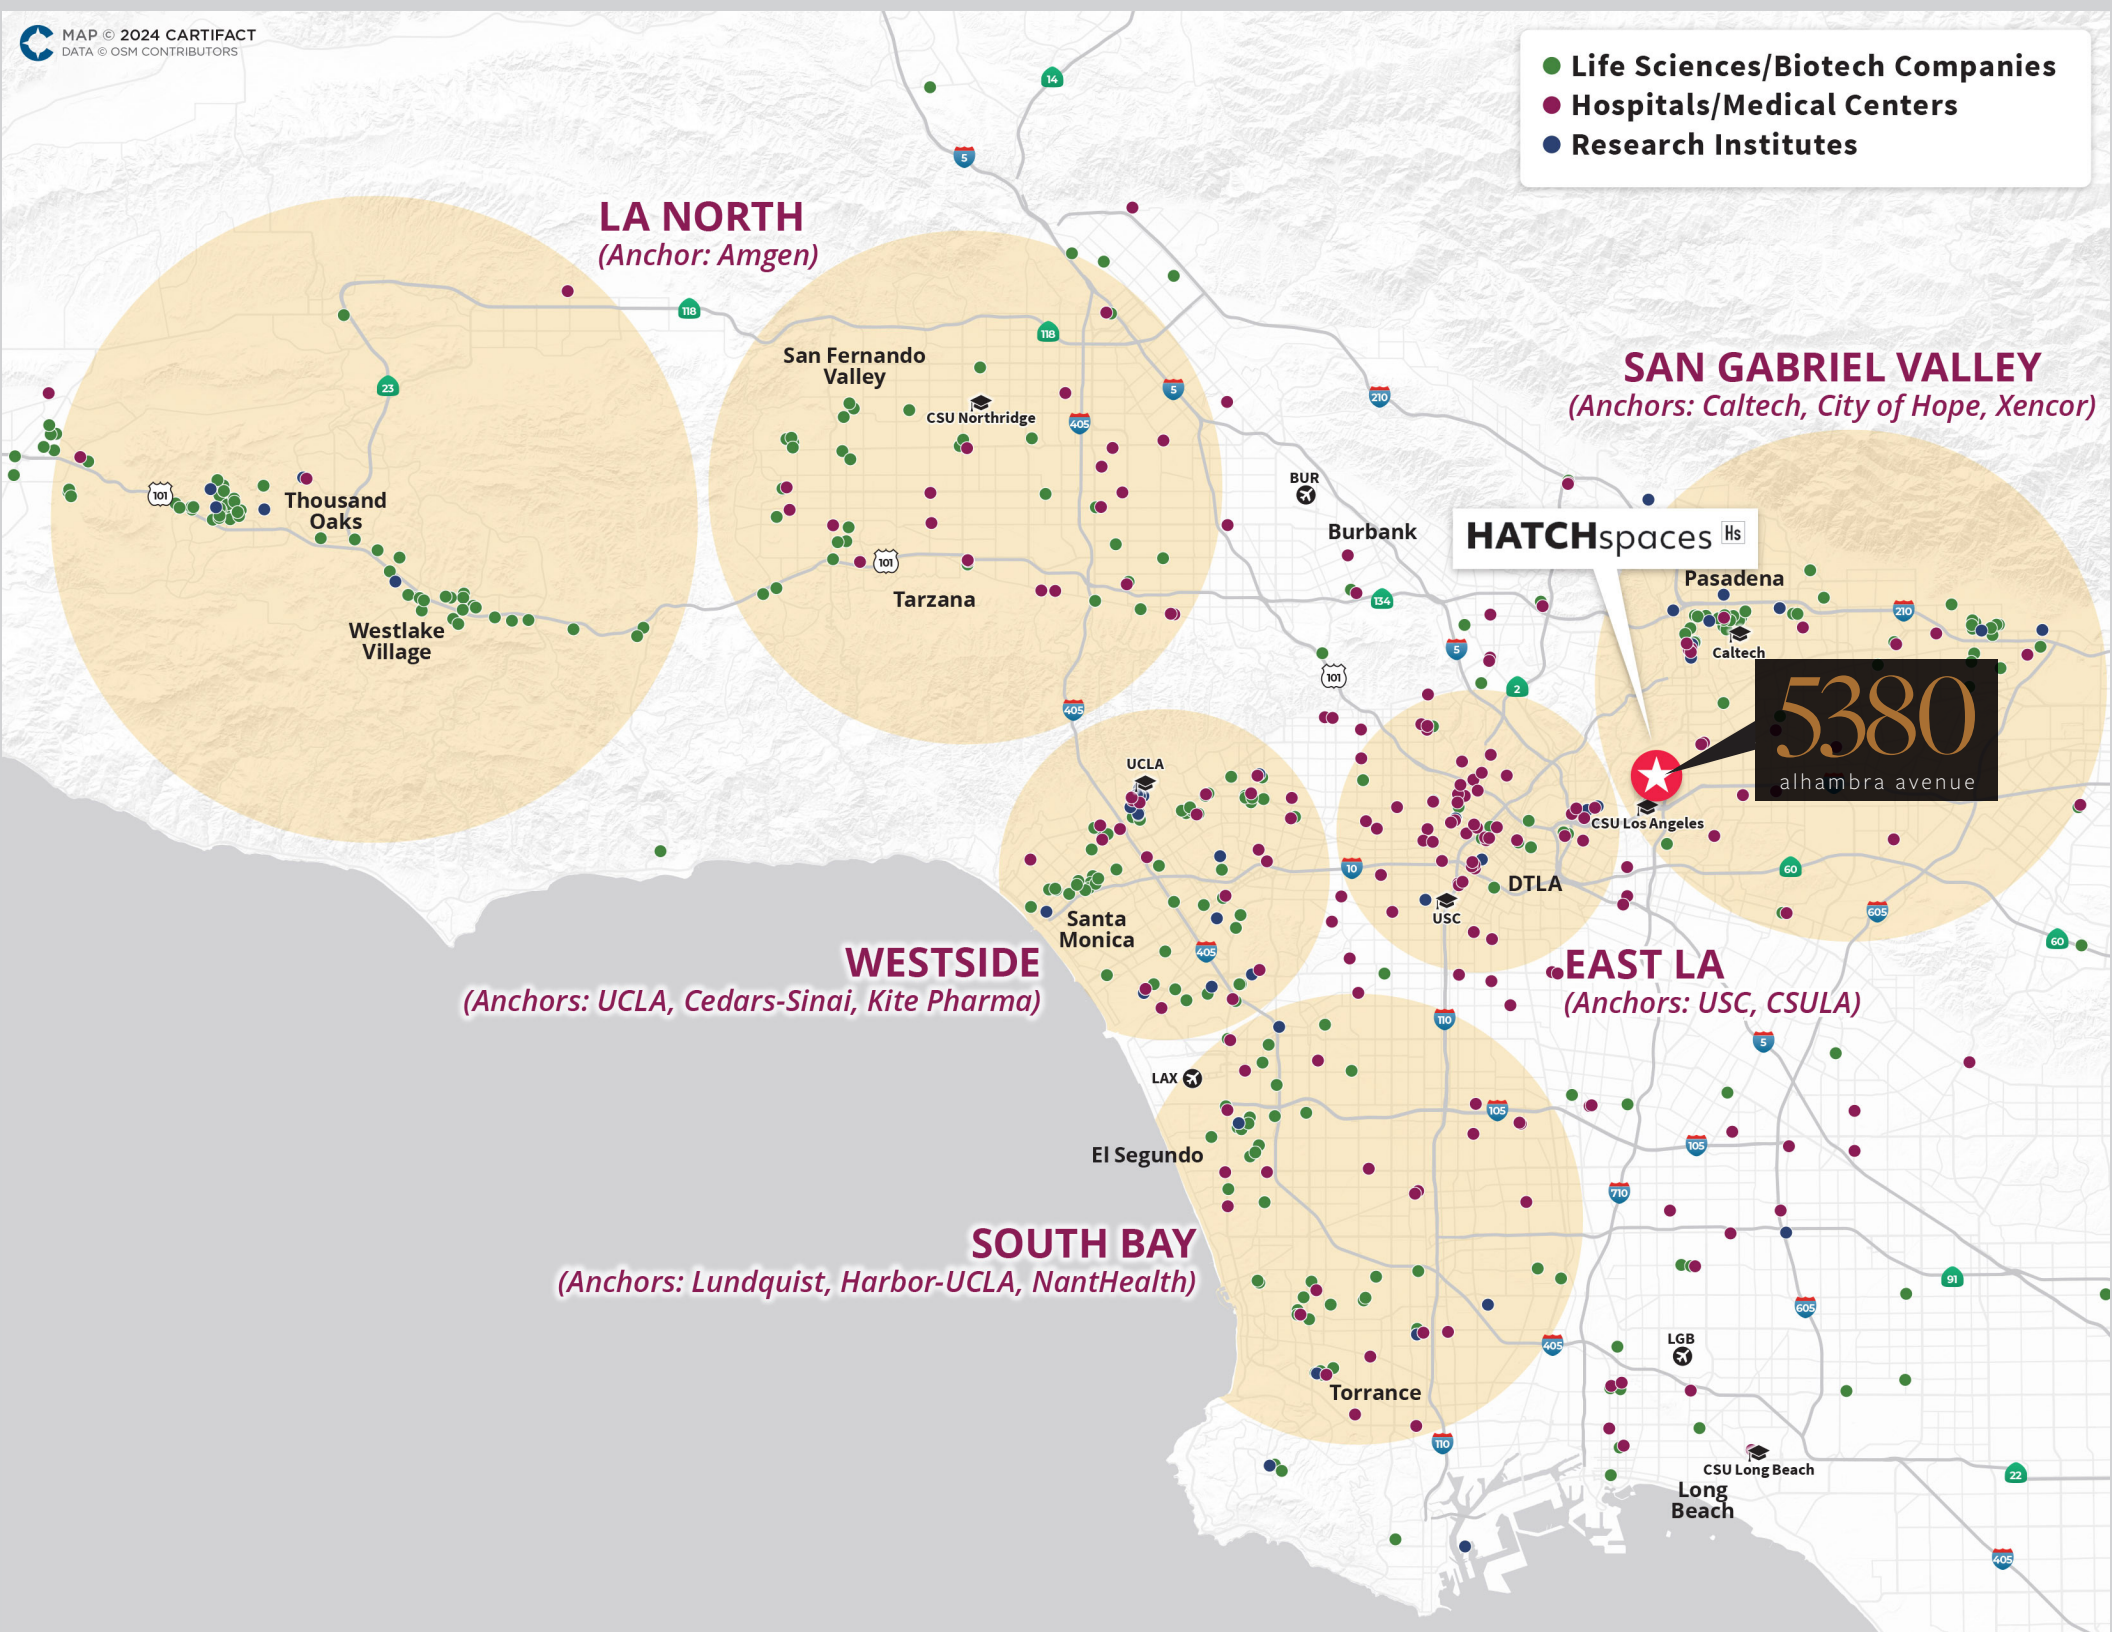 MAP © 2024 CARTIFACT
DATA © OSM CONTRIBUTORS
Life Sciences/Biotech Companies
Hospitals/Medical Centers
Research Institutes
14
5
LA NORTH
(Anchor: Amgen)
118
118
San Fernando
Valley
CSU Northridge
23
5
405
210
SAN GABRIEL VALLEY
(Anchors: Caltech, City of Hope, Xencor)
101
Thousand
Oaks
BUR
Burbank
HATCHspaces Hs
Pasadena
101
Tarzana
134
210
Westlake
Village
5
Caltech
101
2
405
5380
alhambra avenue
UCLA
CSU Los Angeles
10
60
DTLA
USC
Santa
Monica
605
60
405
WESTSIDE
(Anchors: UCLA, Cedars-Sinai, Kite Pharma)
EAST LA
(Anchors: USC, CSULA)
110
5
LAX
105
105
El Segundo
710
SOUTH BAY
(Anchors: Lundquist, Harbor-UCLA, NantHealth)
91
605
405
LGB
Torrance
110
CSU Long Beach
22
Long
Beach
405